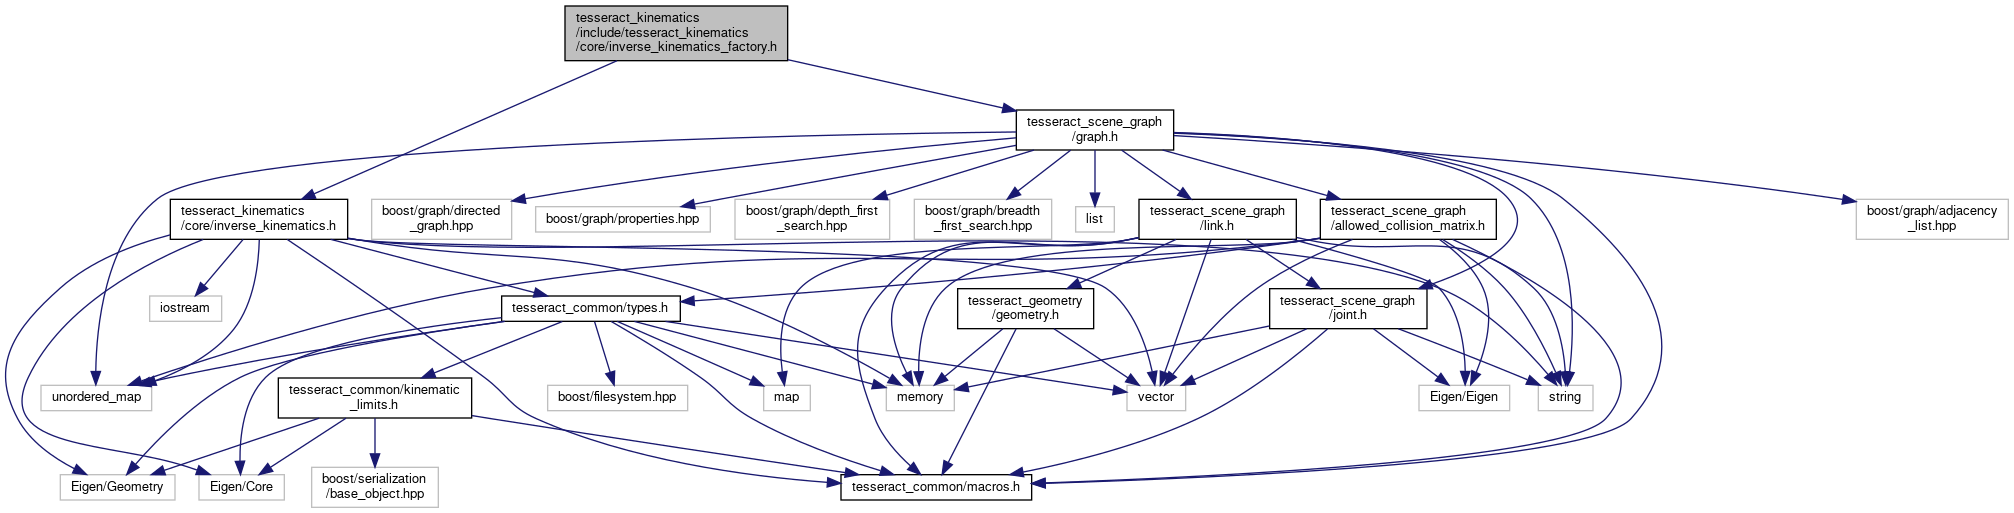 tesseract_kinematics
/include/tesseract_kinematics
/core/inverse_kinematics_factory.h
tesseract_scene_graph
/graph.h
tesseract_kinematics
/core/inverse_kinematics.h
boost/graph/directed
_graph.hpp
boost/graph/properties.hpp
boost/graph/depth_first
_search.hpp
boost/graph/breadth
_first_search.hpp
list
tesseract_scene_graph
/link.h
tesseract_scene_graph
/allowed_collision_matrix.h
boost/graph/adjacency
_list.hpp
iostream
tesseract_common/types.h
tesseract_geometry
/geometry.h
tesseract_scene_graph
/joint.h
unordered_map
tesseract_common/kinematic
_limits.h
boost/filesystem.hpp
map
memory
vector
Eigen/Eigen
string
Eigen/Geometry
Eigen/Core
boost/serialization
/base_object.hpp
tesseract_common/macros.h